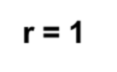 r = 1